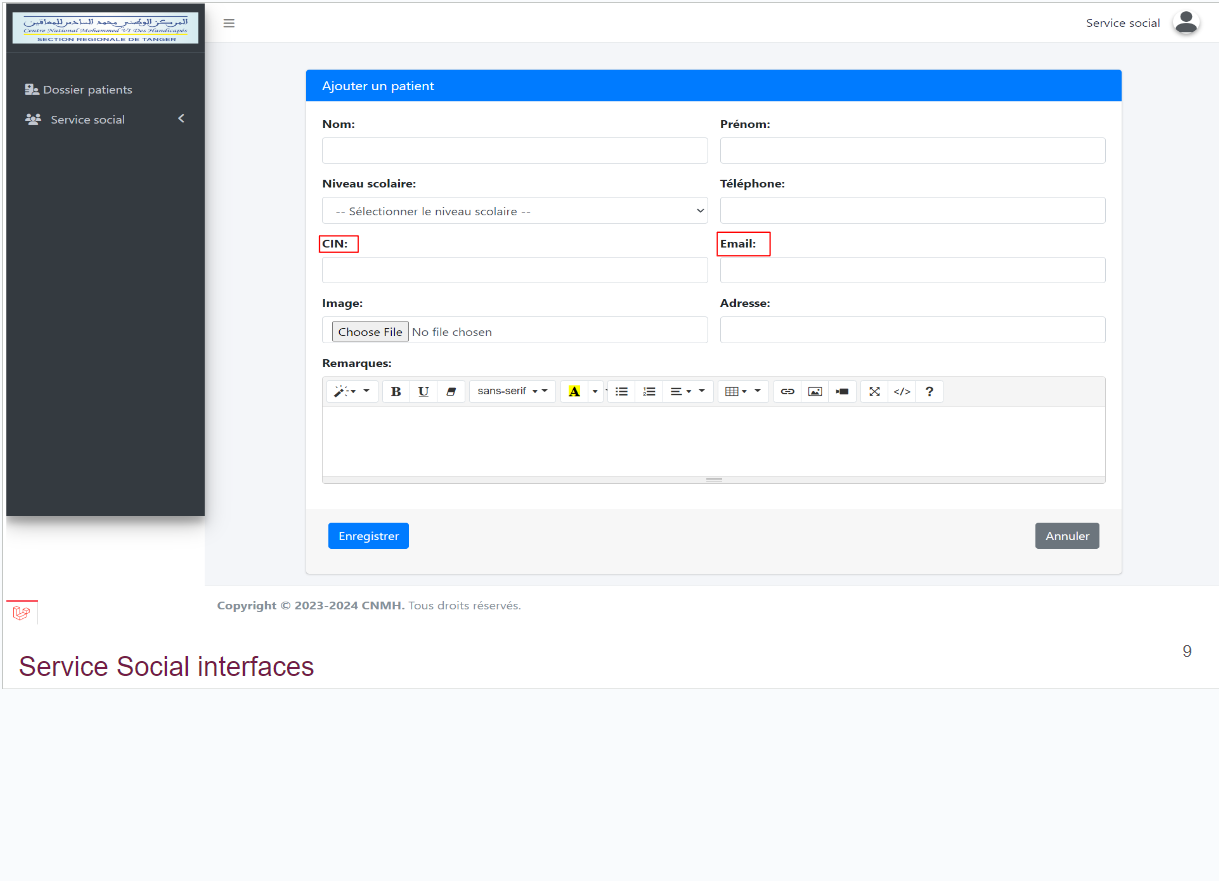 المركز الوطني محمد السادس للمعاقين
Centre National Mohammed VI Des Handicapés
SECTION REGIONALE DE TANGER
Service social
Dossier patients
Service social
Ajouter un patient
Nom:
Prénom:
Niveau scolaire:
Téléphone:
-- Sélectionner le niveau scolaire --
CIN:
Email:
Image:
Adresse:
Choose File No file chosen
Remarques:
B U sans-serif A </> ?
Enregistrer
Annuler
Copyright © 2023-2024 CNMH. Tous droits réservés.
9
Service Social interfaces